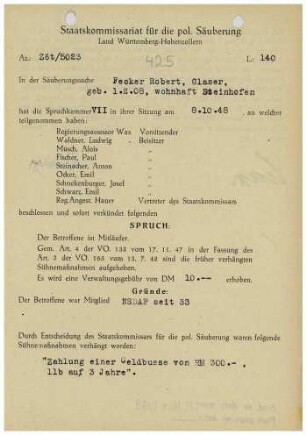 Staatskommissariat für die pol. Säuberung
Land Württemberg-Hohenzollern
Az: Z6t/5023
L: 140
425
In der Säuberungssache Fecker Robert, Glaser,
geb. 1.2.08, wohnhaft Steinhofen
hat die Spruchkammer VII in ihrer Sitzung am 8.10.48, an welcher
teilgenommen haben:
Regierungsassessor Wax Vorsitzender
Waldner, Ludwig Beisitzer
Musch, Alois "
Fischer, Paul "
Steinacher, Anton "
Ocker, Emil "
Schnekenburger, Josef "
Schwarz, Emil "
Reg.Angest. Hauer Vertreter des Staatskommissars
beschlossen und sofort verkündet folgenden
SPRUCH:
Der Betroffene ist Mitläufer.
Gem. Art. 4 der VO. 133 vom 17. 11. 47 in der Fassung des
Art. 3 der VO. 165 vom 13. 7. 48 sind die früher verhängten
Sühnemaßnahmen aufgehoben.
Es wird eine Verwaltungsgebühr von DM 10.-- erhoben.
Gründe:
Der Betroffene war Mitglied NSDAP seit 33
Durch Entscheidung des Staatskommissars für die pol. Säuberung waren folgende
Sühnemaßnahmen verhängt worden:
"Zahlung einer Geldbusse von RM 300.-,
llb auf 3 Jahre".